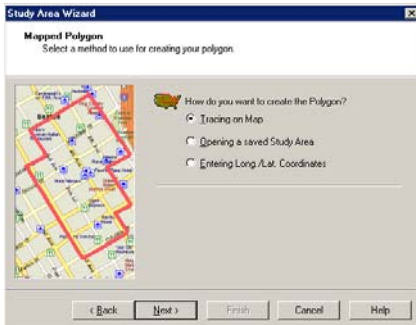 Study Area Wizard
Mapped Polygon
Select a method to use for creating your polygon.
How do you want to create the Polygon?
Tracing on Map
Opening a saved Study Area
Entering Long./Lat. Coordinates
< Back
Next >
Finish
Cancel
Help